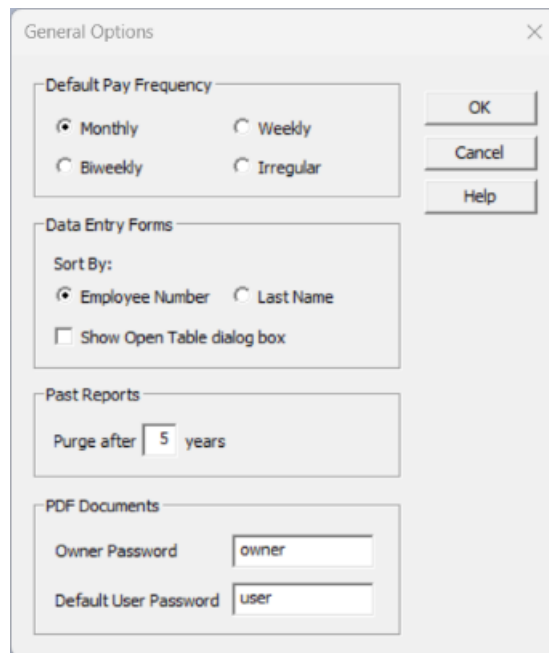 General Options
Default Pay Frequency
Monthly Weekly
Biweekly Irregular
OK
Cancel
Help
Data Entry Forms
Sort By:
Employee Number Last Name
Show Open Table dialog box
Past Reports
Purge after 5 years
PDF Documents
Owner Password owner
Default User Password user